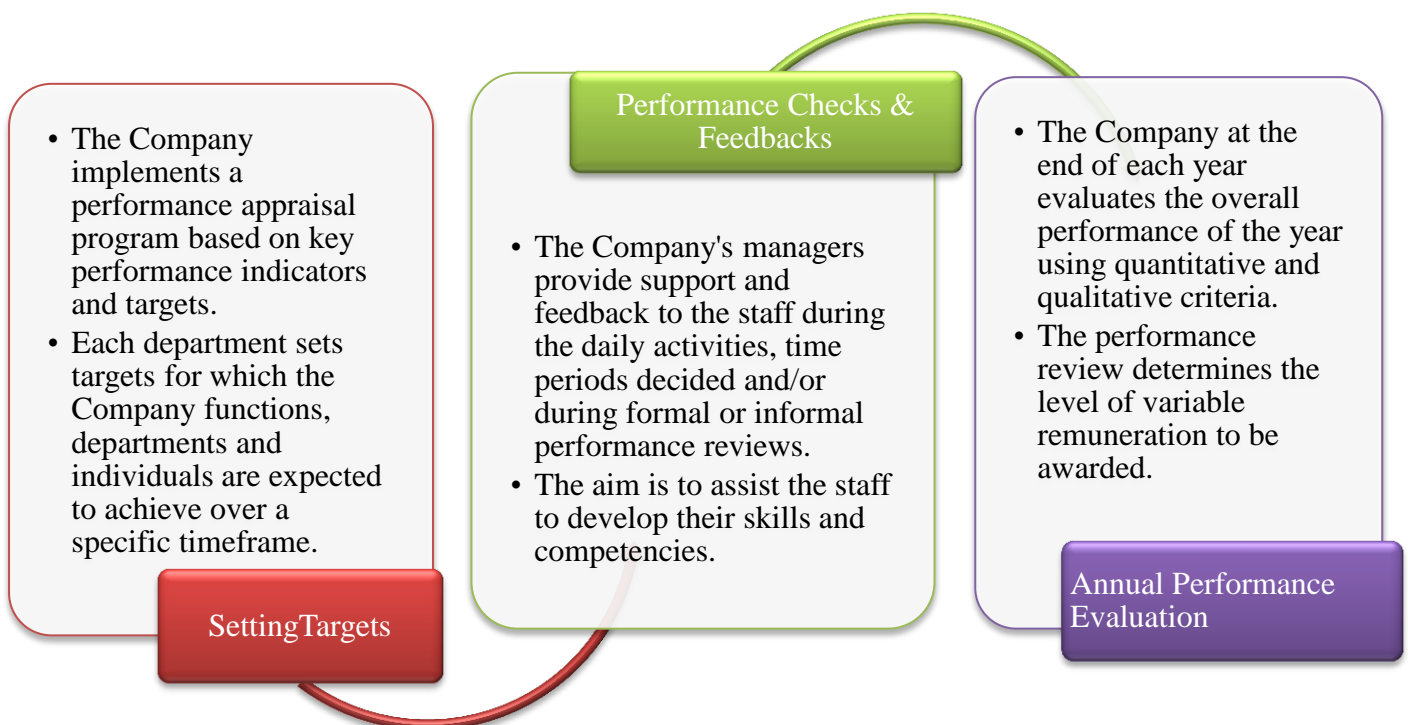 • The Company
implements a
performance appraisal
program based on key
performance indicators
and targets.
• Each department sets
targets for which the
Company functions,
departments and
individuals are expected
to achieve over a
specific timeframe.
SettingTargets
Performance Checks &
Feedbacks
• The Company's managers
provide support and
feedback to the staff during
the daily activities, time
periods decided and/or
during formal or informal
performance reviews.
• The aim is to assist the staff
to develop their skills and
competencies.
• The Company at the
end of each year
evaluates the overall
performance of the year
using quantitative and
qualitative criteria.
• The performance
review determines the
level of variable
remuneration to be
awarded.
Annual Performance
Evaluation